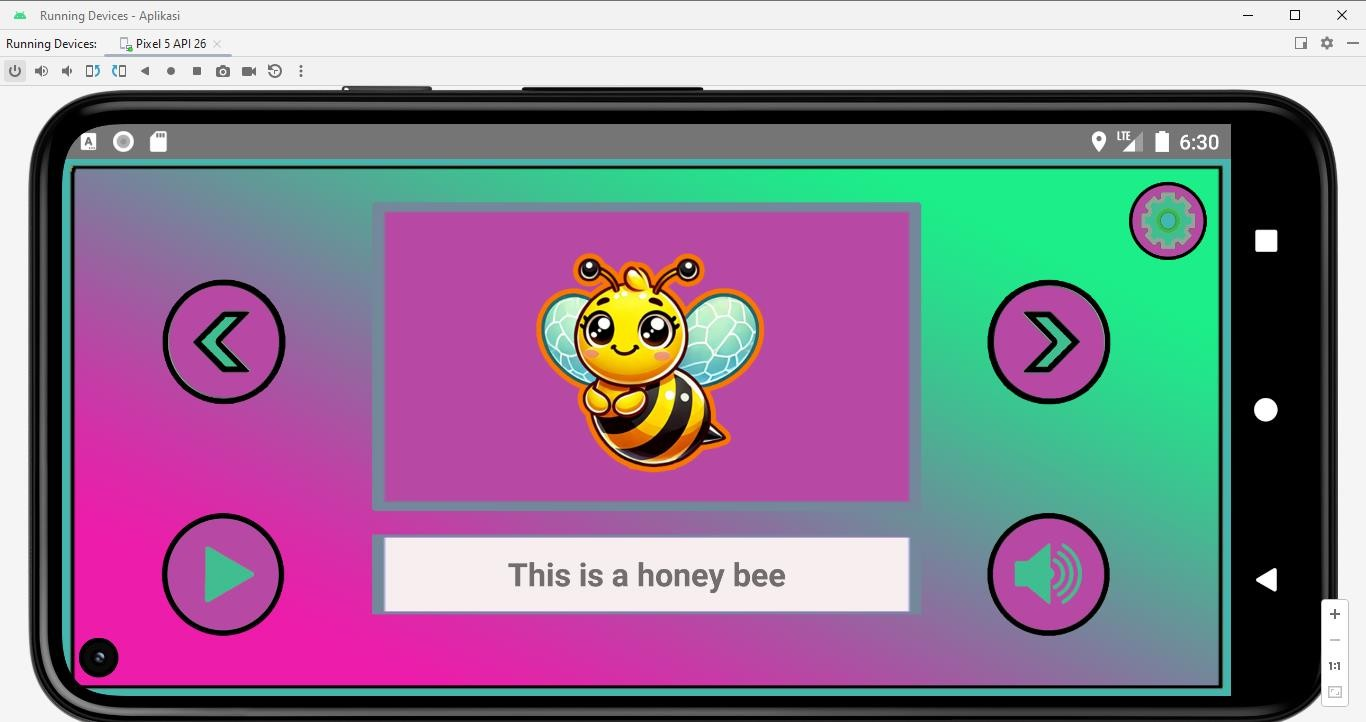 Running Devices - Aplikasi
Running Devices: Pixel 5 API 26
A
LTE 6:30
This is a honey bee
1:1